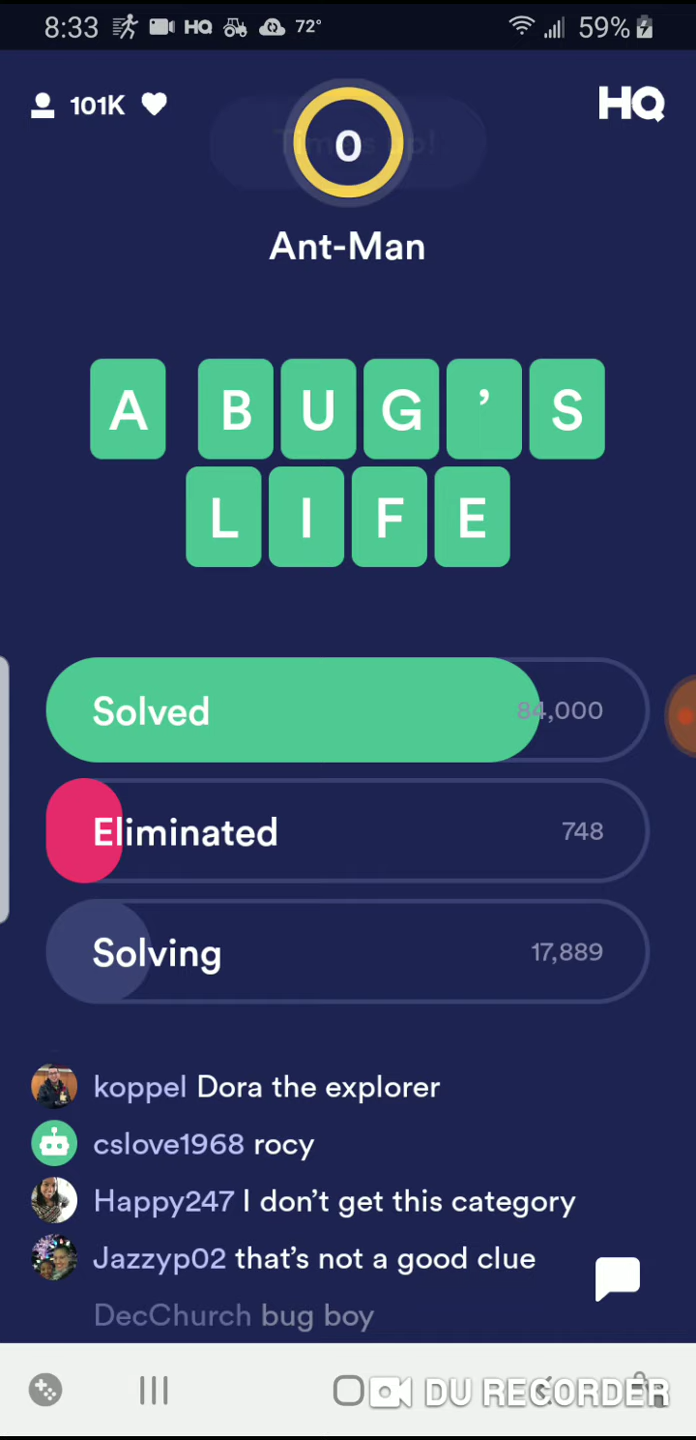 8:33 HQ 72° 59%
101K HQ
0
Ant-Man
A BUG’S
LIFE
Solved 84,000
Eliminated 748
Solving 17,889
koppel Dora the explorer
cslove1968 rocy
Happy247 I don’t get this category
Jazzyp02 that’s not a good clue
DecChurch bug boy
DU RECORDER